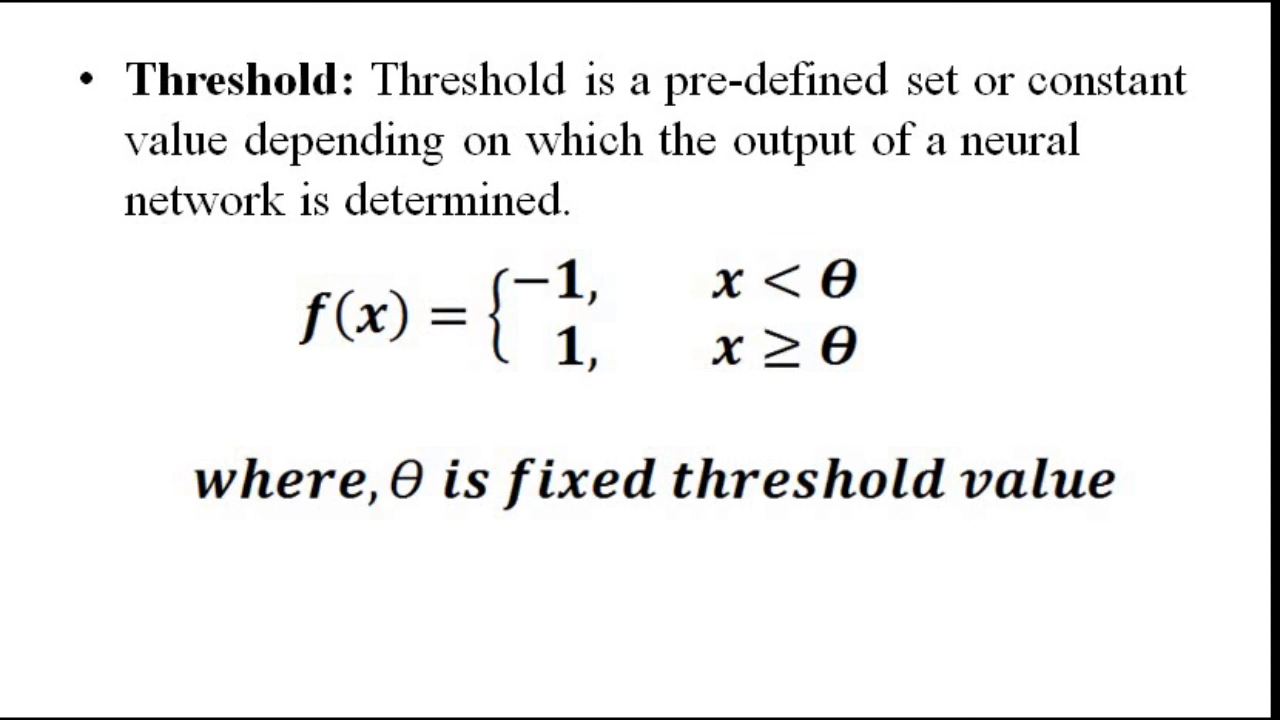 • Threshold: Threshold is a pre-defined set or constant
value depending on which the output of a neural
network is determined.
f(x) = { −1, x < θ
1, x ≥ θ
where, θ is fixed threshold value